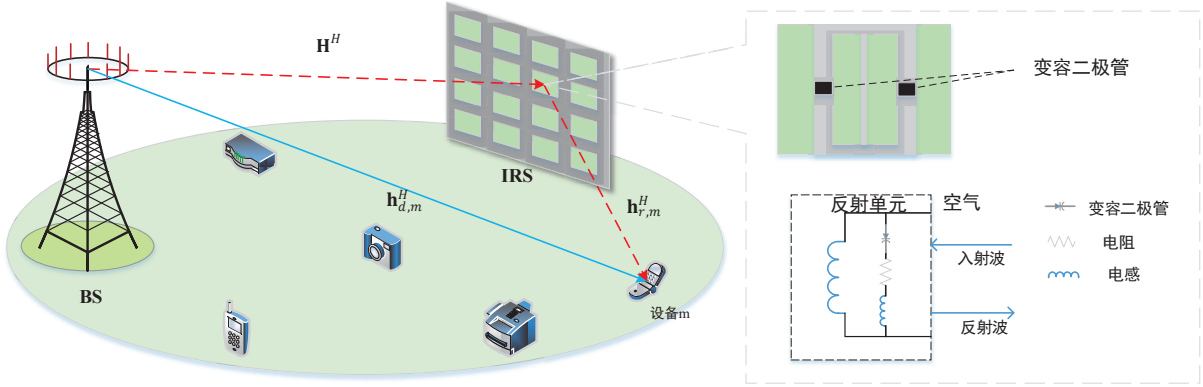 H^H
IRS
h_{d,m}^H
h_{r,m}^H
BS
设备m
变容二极管
反射单元
空气
入射波
反射波
变容二极管
电阻
电感